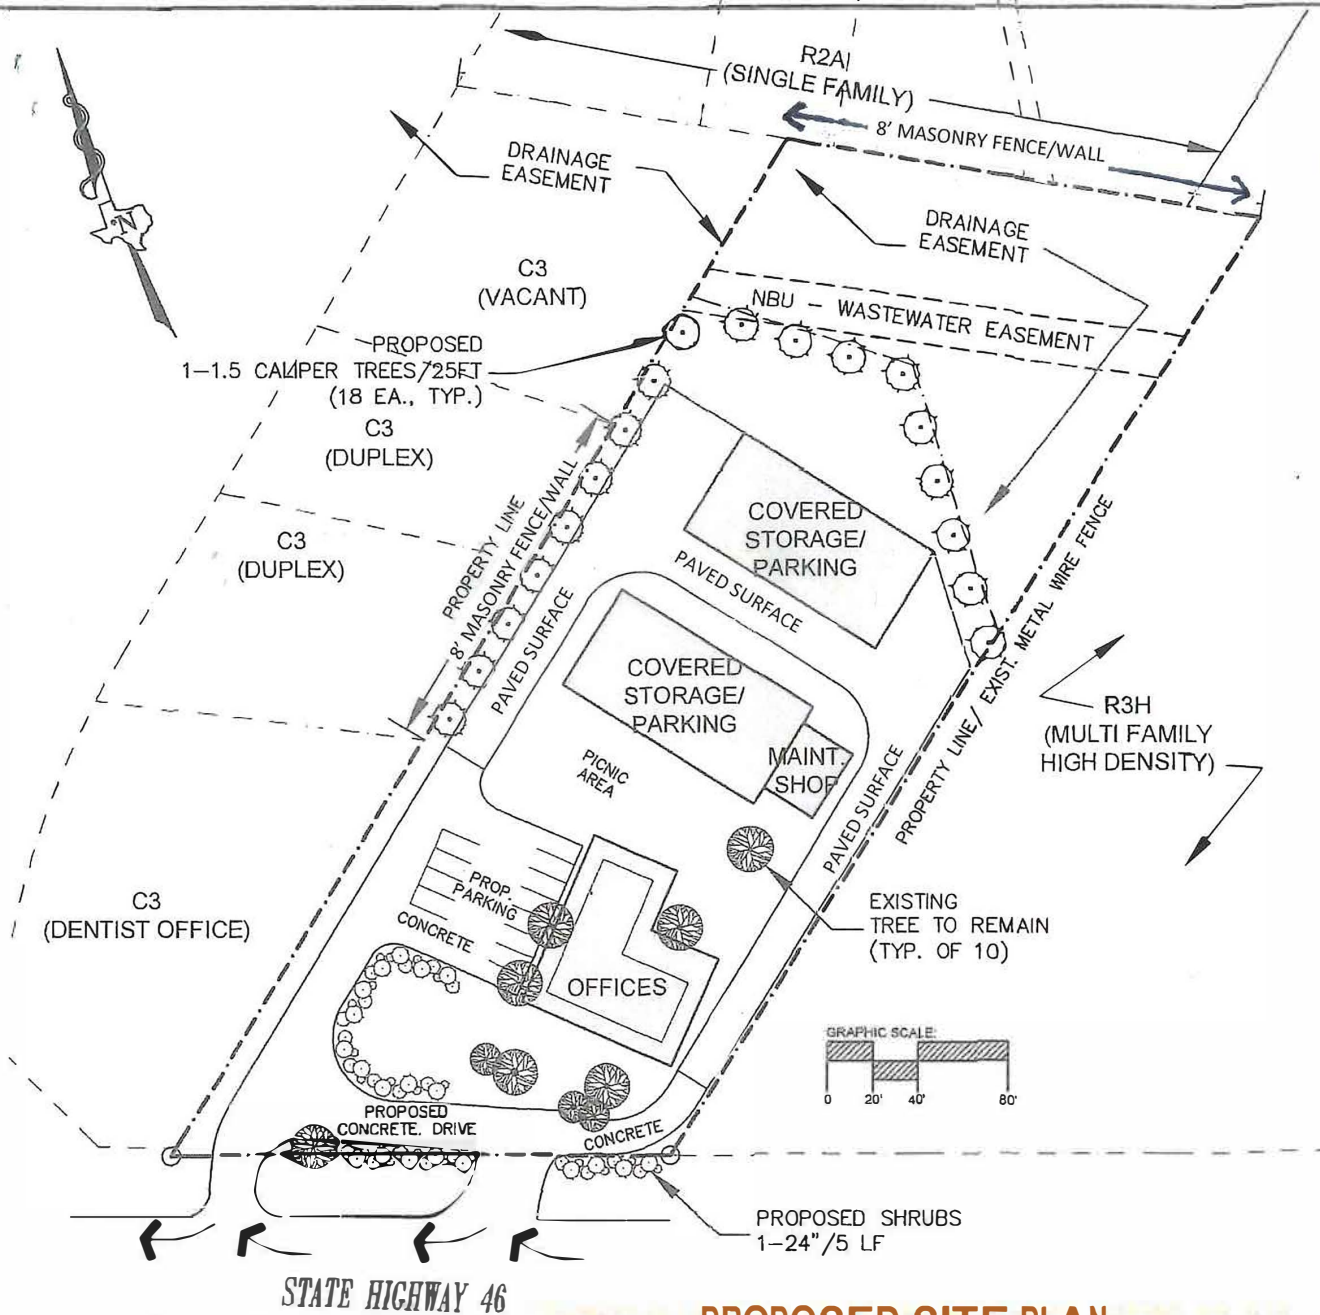 R2A
(SINGLE FAMILY)
8' MASONRY FENCE/WALL
DRAINAGE
EASEMENT
DRAINAGE
EASEMENT
N
C3
(VACANT)
NBU - WASTEWATER EASEMENT
PROPOSED
1-1.5 CALIPER TREES/25FT
(18 EA., TYP.)
C3
(DUPLEX)
C3
(DUPLEX)
PROPERTY LINE
8' MASONRY FENCE/WALL
PAVED SURFACE
COVERED
STORAGE/
PARKING
PAVED SURFACE
COVERED
STORAGE/
PARKING
MAINT.
SHOP
PICNIC
AREA
PROPERTY LINE/ EXIST. METAL WIRE FENCE
PAVED SURFACE
R3H
(MULTI FAMILY
HIGH DENSITY)
C3
(DENTIST OFFICE)
PROP.
PARKING
CONCRETE
OFFICES
EXISTING
TREE TO REMAIN
(TYP. OF 10)
GRAPHIC SCALE:
0 20' 40' 80'
PROPOSED
CONCRETE. DRIVE
CONCRETE
PROPOSED SHRUBS
1-24"/5 LF
STATE HIGHWAY 46
PROPOSED SITE PLAN